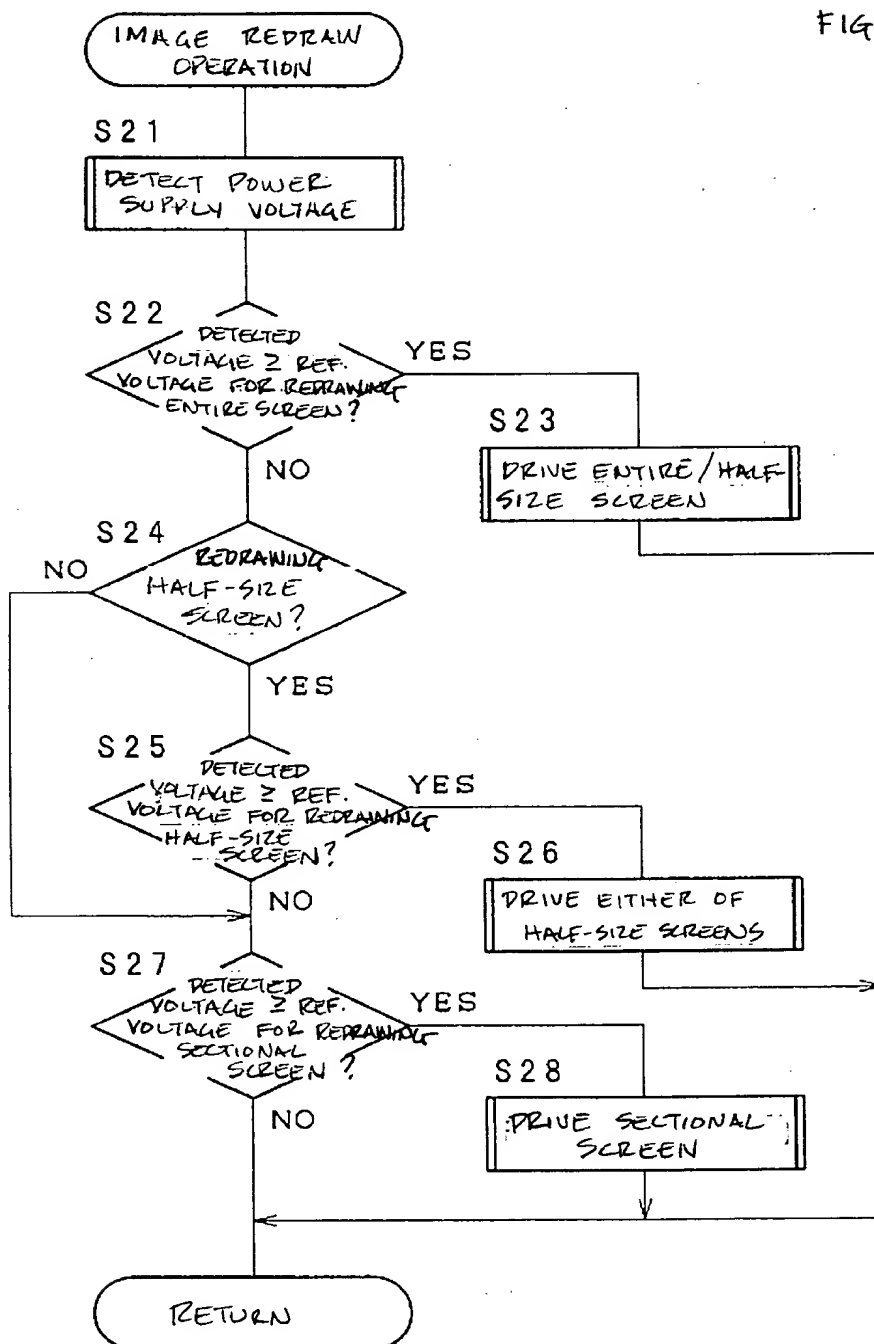 IMAGE REDRAW
OPERATION
FIG
S21
DETECT POWER
SUPPLY VOLTAGE
S22
DETECTED
VOLTAGE ≥ REF.
VOLTAGE FOR REDRAWING
ENTIRE SCREEN?
YES
NO
S23
DRIVE ENTIRE/HALF-
SIZE SCREEN
S24
REDRAWING
HALF-SIZE
SCREEN?
NO
YES
S25
DETECTED
VOLTAGE ≥ REF.
VOLTAGE FOR REDRAINING
HALF-SIZE
SCREEN?
YES
NO
S26
DRIVE EITHER OF
HALF-SIZE SCREENS
S27
DETECTED
VOLTAGE ≥ REF.
VOLTAGE FOR REDRAWING
SECTIONAL
SCREEN?
YES
NO
S28
DRIVE SECTIONAL
SCREEN
RETURN